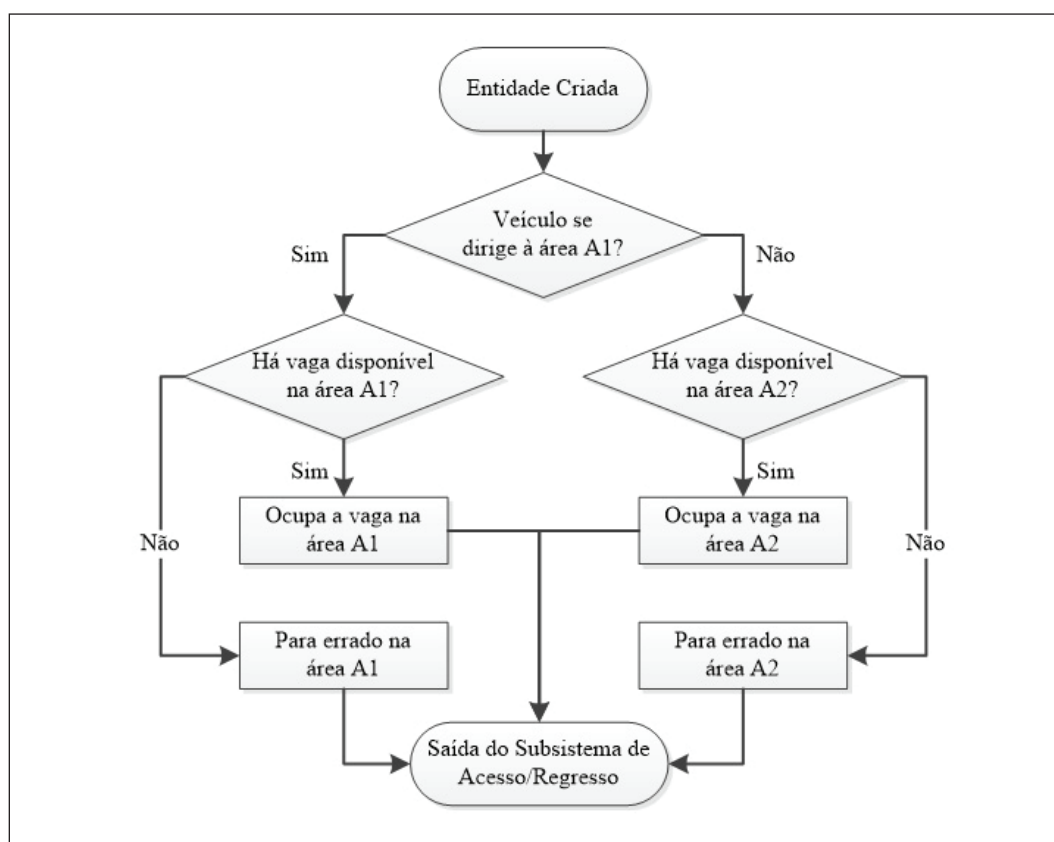 Entidade Criada
Veículo se
dirige à área A1?
Sim
Não
Há vaga disponível
na área A1?
Há vaga disponível
na área A2?
Sim
Sim
Ocupa a vaga na
área A1
Ocupa a vaga na
área A2
Não
Não
Para errado na
área A1
Para errado na
área A2
Saída do Subsistema de
Acesso/Regresso